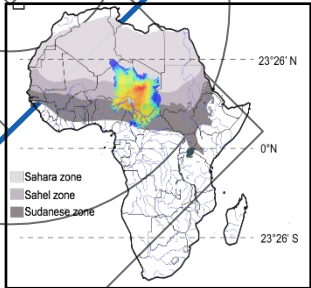 23°26' N
0°N
Sahara zone
Sahel zone
Sudanese zone
23°26' S